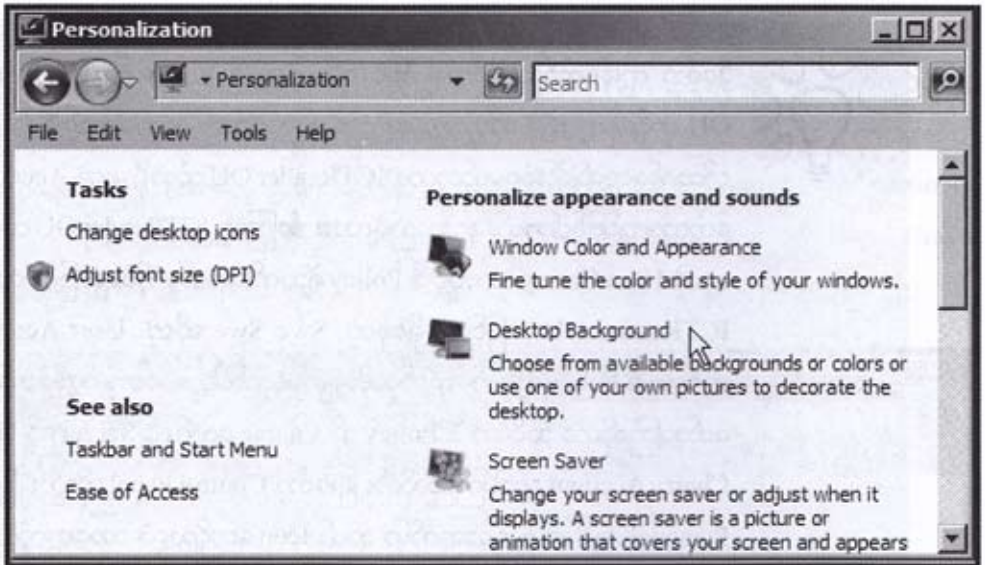 Personalization
Personalization
Search
File Edit View Tools Help
Tasks
Change desktop icons
Adjust font size (DPI)
See also
Taskbar and Start Menu
Ease of Access
Personalize appearance and sounds
Window Color and Appearance
Fine tune the color and style of your windows.
Desktop Background
Choose from available backgrounds or colors or
use one of your own pictures to decorate the
desktop.
Screen Saver
Change your screen saver or adjust when it
displays. A screen saver is a picture or
animation that covers your screen and appears